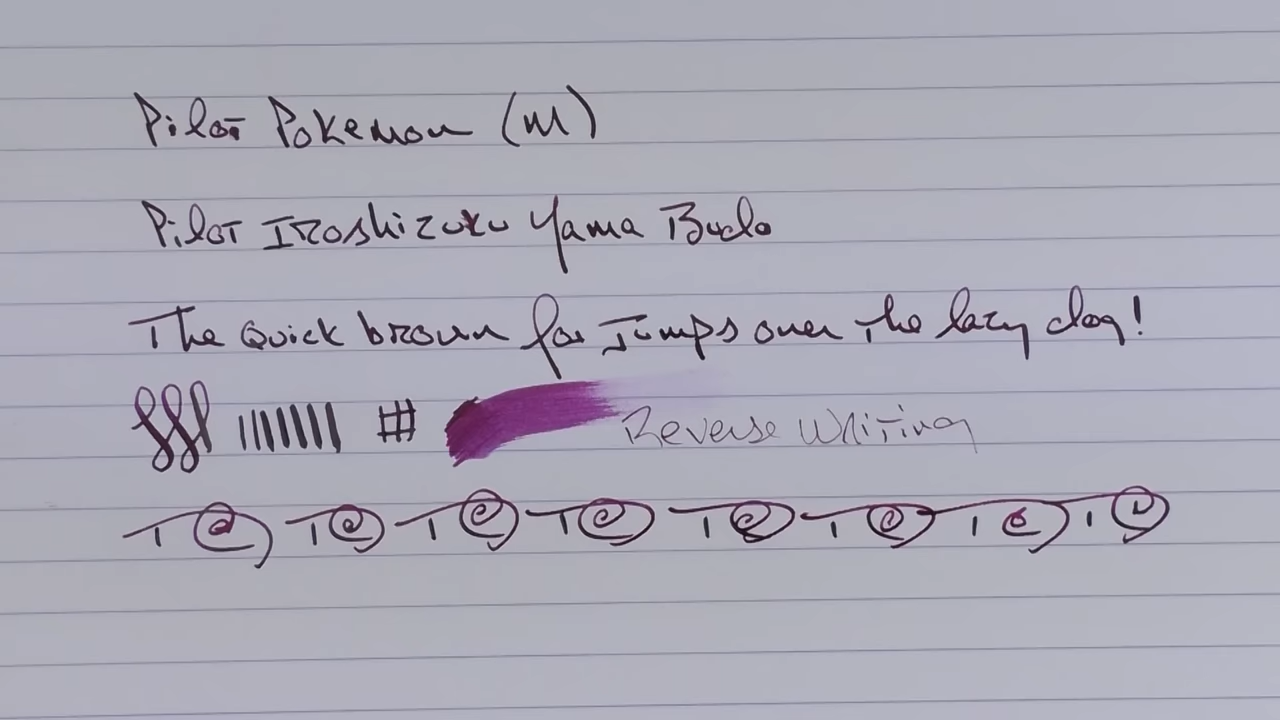 Pilot Pokemon (M)
Pilot Iroshizuku Yama Budo
The Quick brown fox Jumps over the lazy dog!
# Reverse Writing